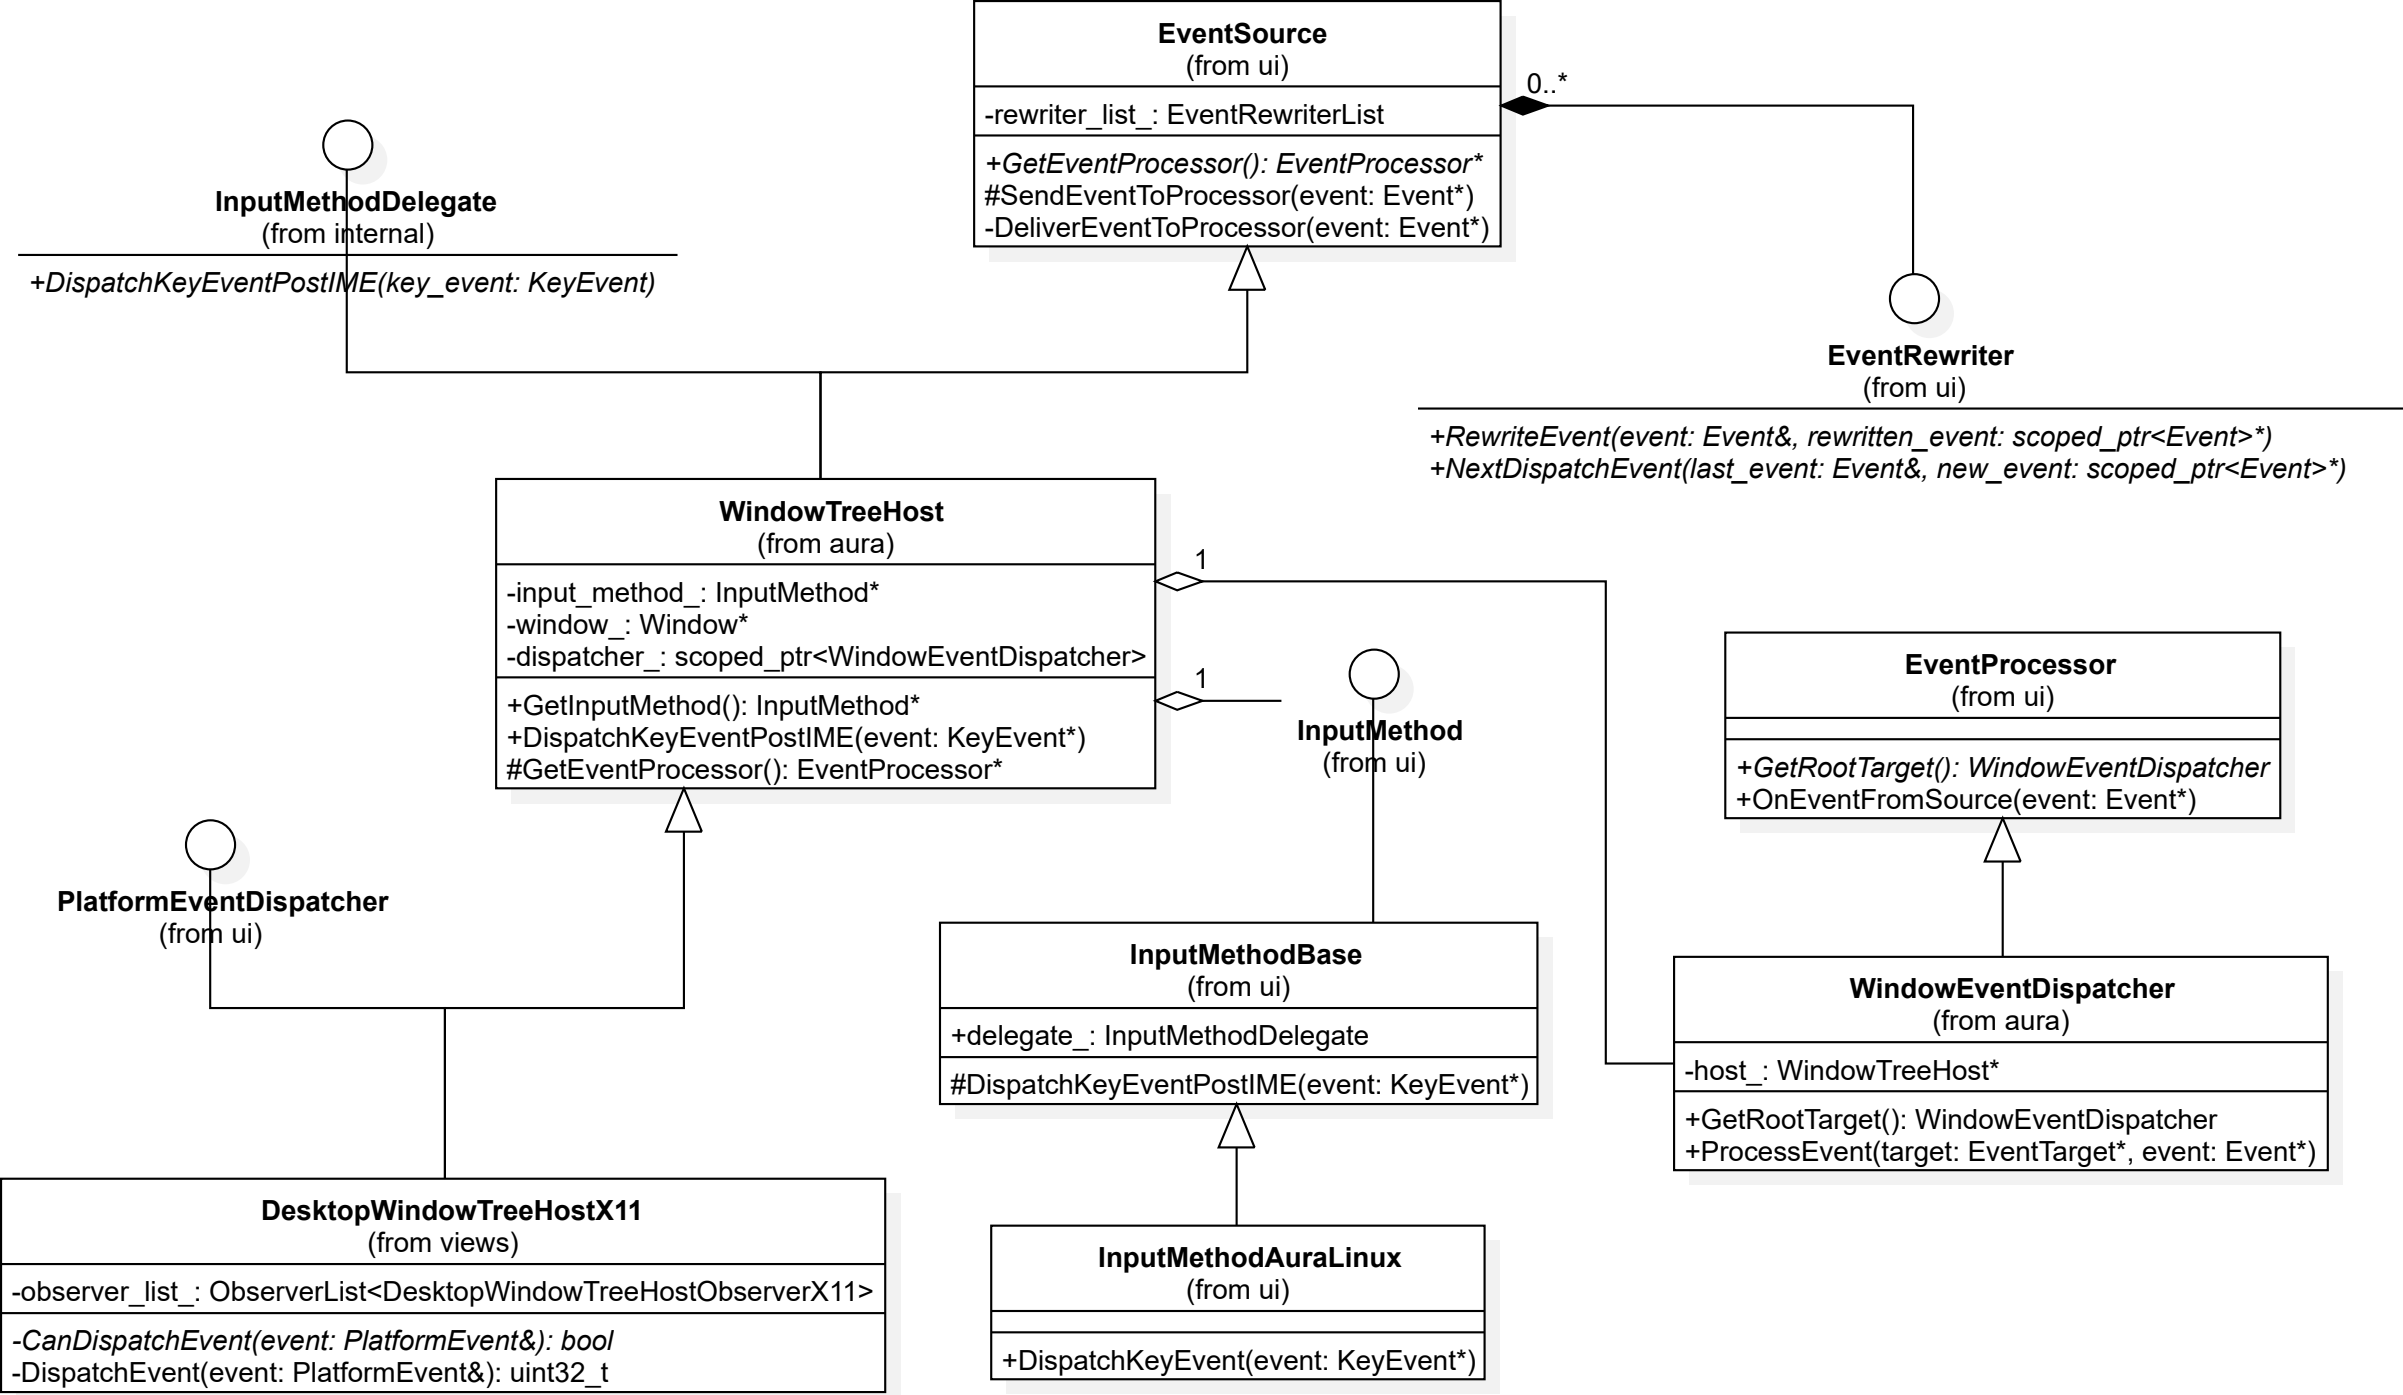 EventSource
(from ui)
-rewriter_list_: EventRewriterList
+GetEventProcessor(): EventProcessor*
#SendEventToProcessor(event: Event*)
-DeliverEventToProcessor(event: Event*)
0..*
InputMethodDelegate
(from internal)
+DispatchKeyEventPostIME(key_event: KeyEvent)
EventRewriter
(from ui)
+RewriteEvent(event: Event&, rewritten_event: scoped_ptr<Event>*)
+NextDispatchEvent(last_event: Event&, new_event: scoped_ptr<Event>*)
WindowTreeHost
(from aura)
-input_method_: InputMethod*
-window_: Window*
-dispatcher_: scoped_ptr<WindowEventDispatcher>
+GetInputMethod(): InputMethod*
+DispatchKeyEventPostIME(event: KeyEvent*)
#GetEventProcessor(): EventProcessor*
1
1
InputMethod
(from ui)
EventProcessor
(from ui)
+GetRootTarget(): WindowEventDispatcher
+OnEventFromSource(event: Event*)
PlatformEventDispatcher
(from ui)
InputMethodBase
(from ui)
+delegate_: InputMethodDelegate
#DispatchKeyEventPostIME(event: KeyEvent*)
WindowEventDispatcher
(from aura)
-host_: WindowTreeHost*
+GetRootTarget(): WindowEventDispatcher
+ProcessEvent(target: EventTarget*, event: Event*)
DesktopWindowTreeHostX11
(from views)
-observer_list_: ObserverList<DesktopWindowTreeHostObserverX11>
-CanDispatchEvent(event: PlatformEvent&): bool
-DispatchEvent(event: PlatformEvent&): uint32_t
InputMethodAuraLinux
(from ui)
+DispatchKeyEvent(event: KeyEvent*)